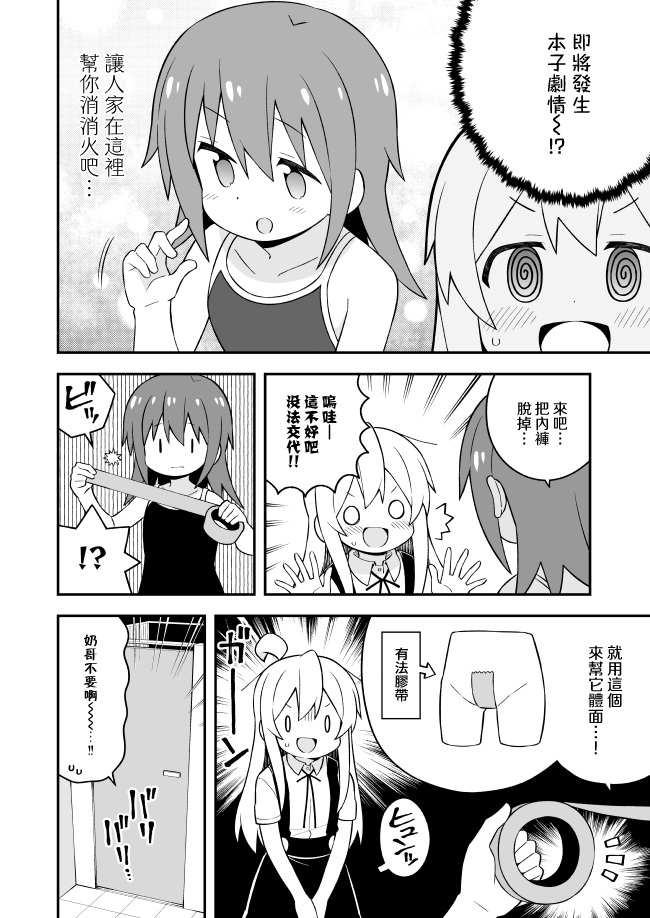 即將發生
本子劇情～!?
讓人家在這裡
幫你消消火吧…
來吧…
把內褲
脫掉…
嗚哇─
這不好吧
沒法交代!!
ビッ
!?
就用這個
來幫它體面…!
有法膠帶
ヒュンッ
ガーン
奶哥不要啊～～…!!
バリ
バリ…